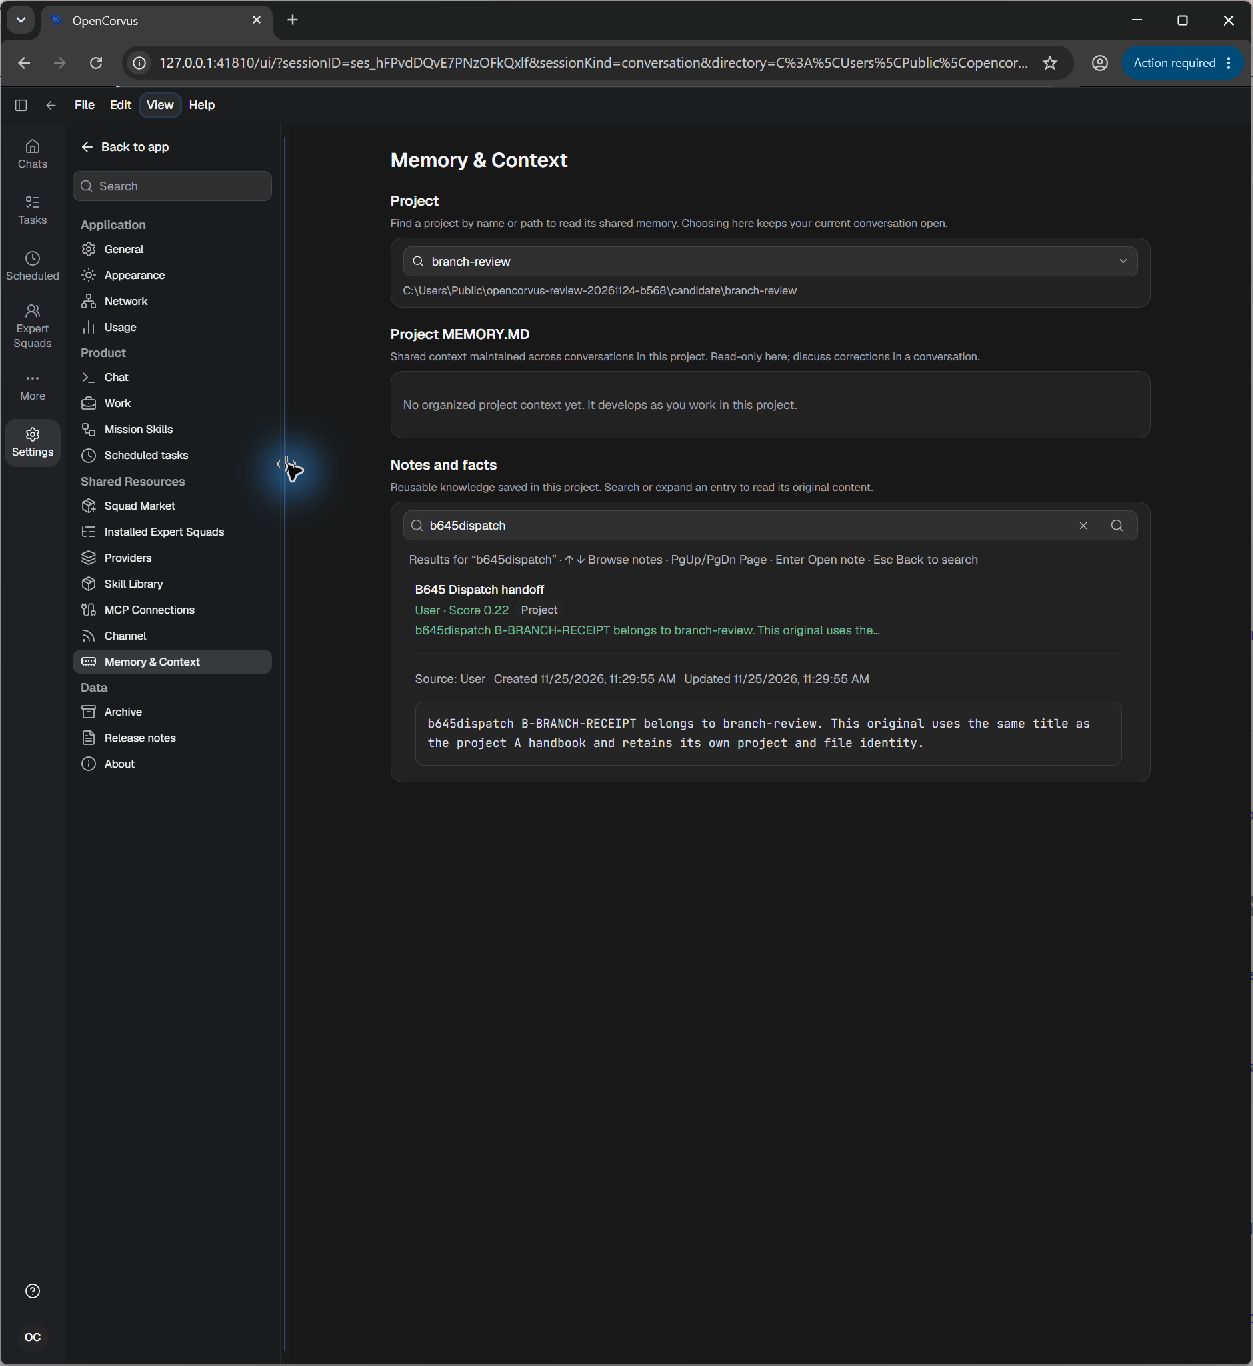 OpenCorvus
127.0.0.1:41810/ui/?sessionID=ses_hFPvdDQvE7PNzOFkQxlf&sessionKind=conversation&directory=C%3A%5CUsers%5CPublic%5Copencor...
Action required
File Edit View Help
Chats
Tasks
Scheduled
Expert
Squads
More
Settings
OC
Back to app
Search
Application
General
Appearance
Network
Usage
Product
Chat
Work
Mission Skills
Scheduled tasks
Shared Resources
Squad Market
Installed Expert Squads
Providers
Skill Library
MCP Connections
Channel
Memory & Context
Data
Archive
Release notes
About
Memory & Context
Project
Find a project by name or path to read its shared memory. Choosing here keeps your current conversation open.
branch-review
C:\Users\Public\opencorvus-review-20261124-b568\candidate\branch-review
Project MEMORY.MD
Shared context maintained across conversations in this project. Read-only here; discuss corrections in a conversation.
No organized project context yet. It develops as you work in this project.
Notes and facts
Reusable knowledge saved in this project. Search or expand an entry to read its original content.
b645dispatch
Results for “b645dispatch” · ↑↓ Browse notes · PgUp/PgDn Page · Enter Open note · Esc Back to search
B645 Dispatch handoff
User · Score 0.22 Project
b645dispatch B-BRANCH-RECEIPT belongs to branch-review. This original uses the...
Source: User Created 11/25/2026, 11:29:55 AM Updated 11/25/2026, 11:29:55 AM
b645dispatch B-BRANCH-RECEIPT belongs to branch-review. This original uses the same title as
the project A handbook and retains its own project and file identity.